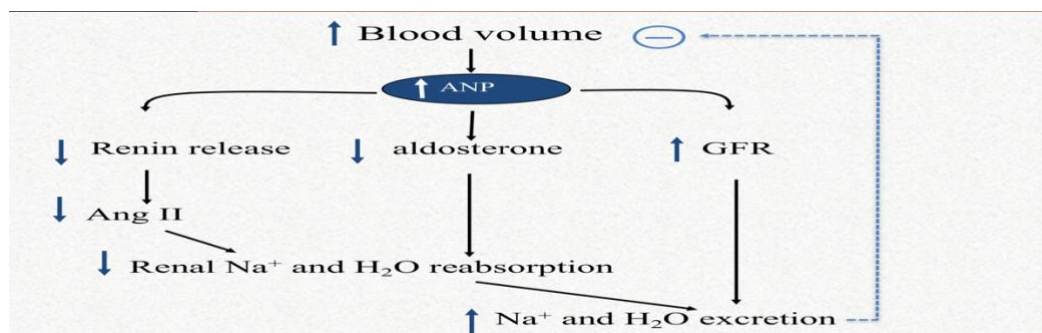 ↑ Blood volume
↑ ANP
↓ Renin release ↓ aldosterone ↑ GFR
↓ Ang II
↓ Renal Na⁺ and H₂O reabsorption
↑ Na⁺ and H₂O excretion